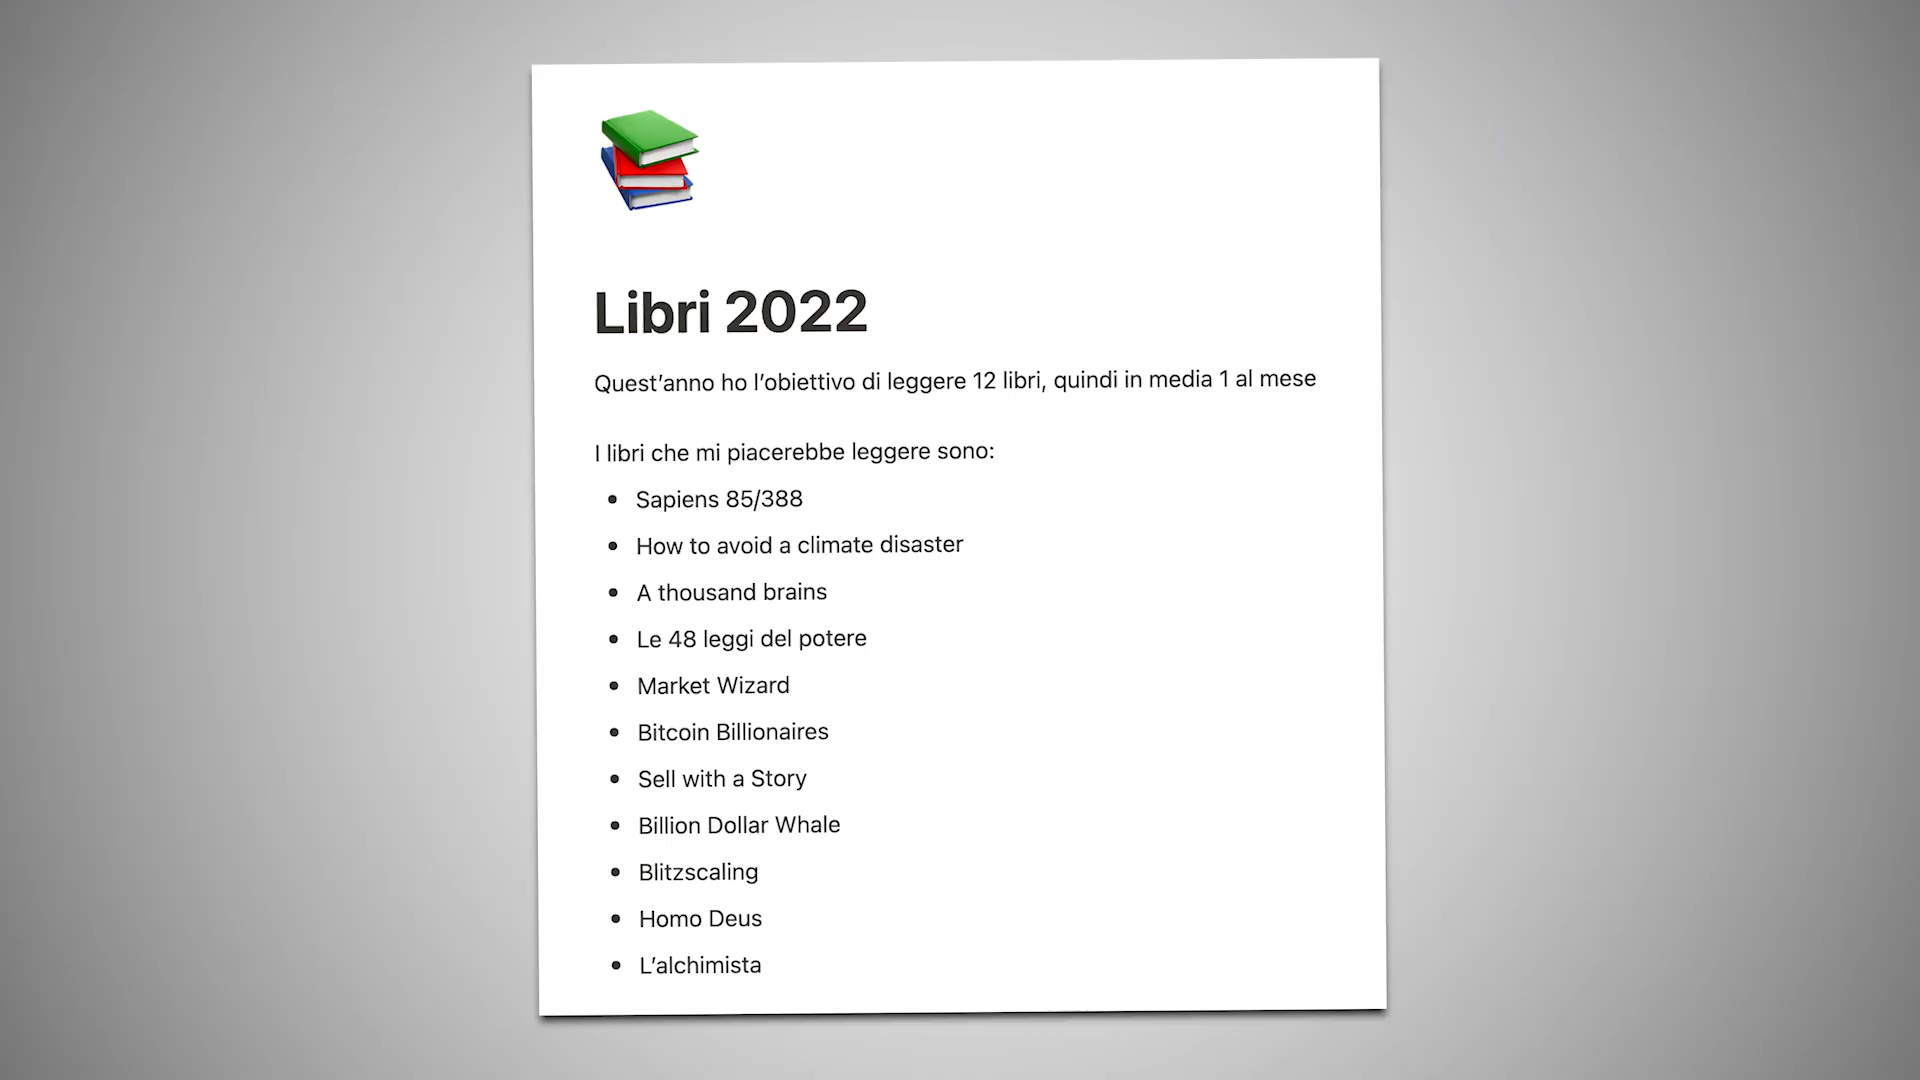 Libri 2022
Quest’anno ho l’obiettivo di leggere 12 libri, quindi in media 1 al mese
I libri che mi piacerebbe leggere sono:
• Sapiens 85/388
• How to avoid a climate disaster
• A thousand brains
• Le 48 leggi del potere
• Market Wizard
• Bitcoin Billionaires
• Sell with a Story
• Billion Dollar Whale
• Blitzscaling
• Homo Deus
• L’alchimista